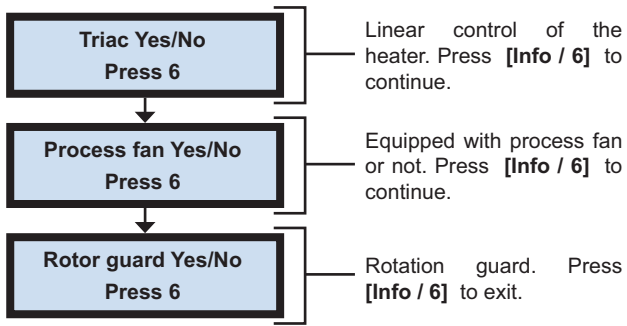 Triac Yes/No
Press 6
Linear control of the
heater. Press [Info / 6] to
continue.
Process fan Yes/No
Press 6
Equipped with process fan
or not. Press [Info / 6] to
continue.
Rotor guard Yes/No
Press 6
Rotation guard. Press
[Info / 6] to exit.